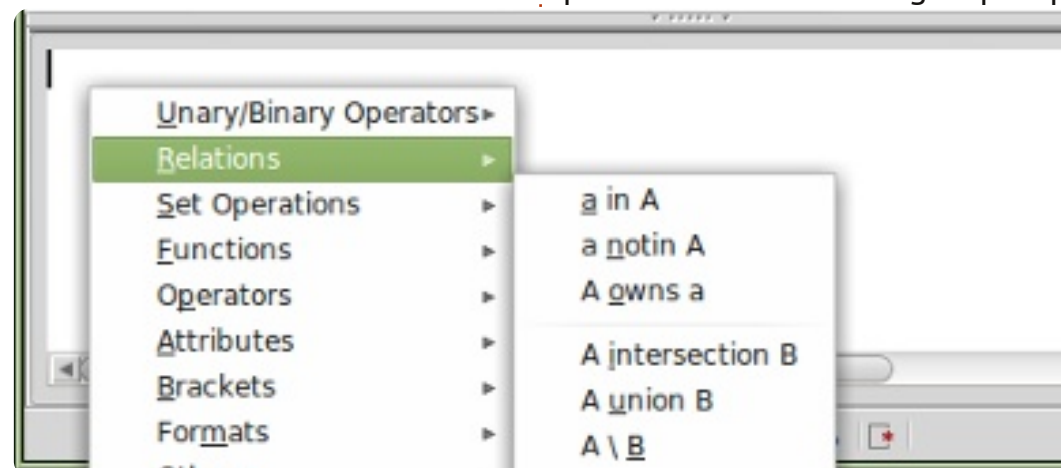 Unary/Binary Operators
Relations
Set Operations
Functions
Operators
Attributes
Brackets
Formats
a in A
a notin A
A owns a
A intersection B
A union B
A \ B